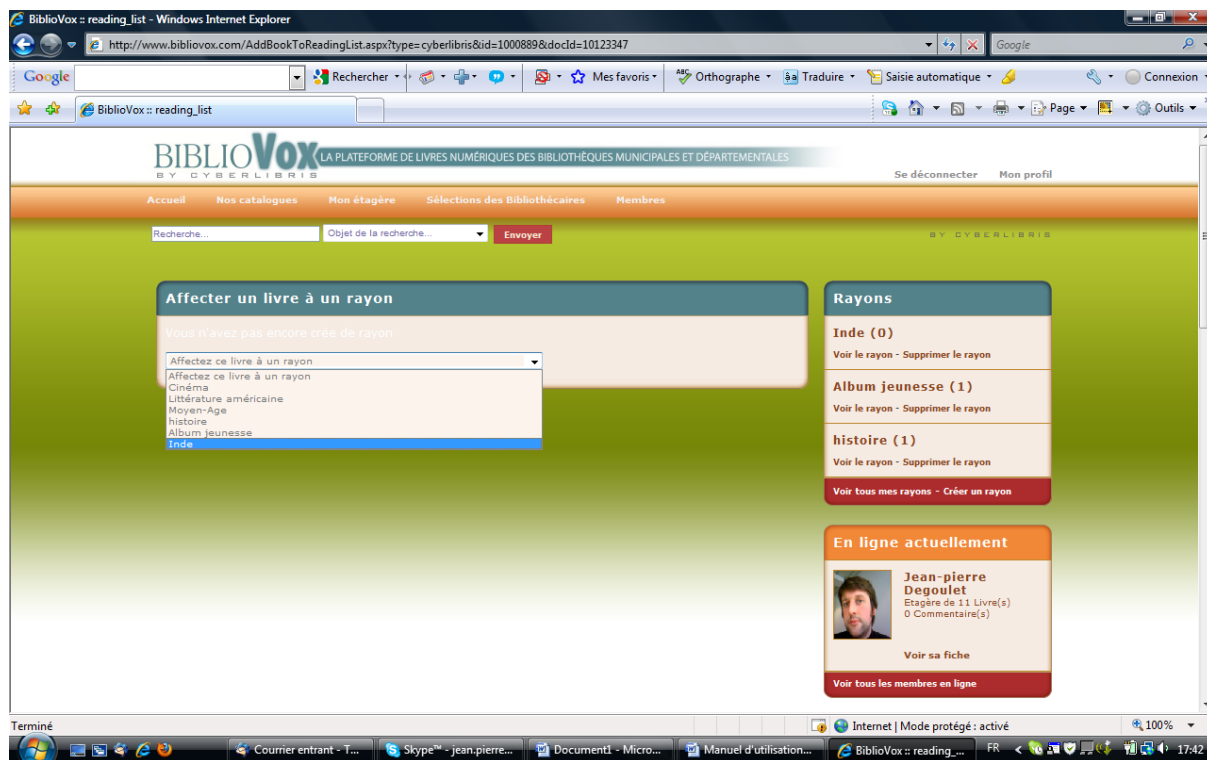 BiblioVox :: reading_list - Windows Internet Explorer
http://www.bibliovox.com/AddBookToReadingList.aspx?type=cyberlibris&id=1000889&docId=10123347
Google
Google
Rechercher
Mes favoris
Orthographe
Traduire
Saisie automatique
Connexion
BiblioVox :: reading_list
Page
Outils
BIBLIOVOX LA PLATEFORME DE LIVRES NUMÉRIQUES DES BIBLIOTHÈQUES MUNICIPALES ET DÉPARTEMENTALES
BY CYBERLIBRIS
Se déconnecter Mon profil
Accueil Nos catalogues Mon étagère Sélections des Bibliothécaires Membres
Recherche... Objet de la recherche... Envoyer
BY CYBERLIBRIS
Affecter un livre à un rayon
Vous n'avez pas encore crée de rayon
Affectez ce livre à un rayon
Affectez ce livre à un rayon
Cinéma
Littérature américaine
Moyen-Age
histoire
Album jeunesse
Inde
Rayons
Inde (0)
Voir le rayon - Supprimer le rayon
Album jeunesse (1)
Voir le rayon - Supprimer le rayon
histoire (1)
Voir le rayon - Supprimer le rayon
Voir tous mes rayons - Créer un rayon
En ligne actuellement
Jean-pierre
Degoulet
Etagère de 11 Livre(s)
0 Commentaire(s)
Voir sa fiche
Voir tous les membres en ligne
Terminé
Internet | Mode protégé : activé
100%
Courrier entrant - T...
Skype™ - jean.pierre...
Document1 - Micro...
Manuel d'utilisation...
BiblioVox :: reading_...
FR
17:42